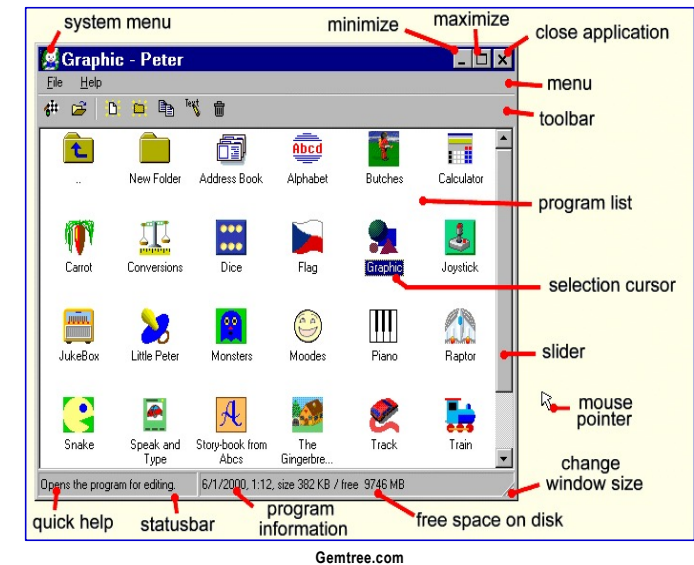 system menu
minimize
maximize
close application
Graphic - Peter
File Help
menu
Text
toolbar
Abcd
..
New Folder
Address Book
Alphabet
Butches
Calculator
program list
Carrot
Conversions
Dice
Flag
Graphic
Joystick
selection cursor
JukeBox
Little Peter
Monsters
Moodes
Piano
Raptor
slider
mouse
pointer
A
Snake
Speak and
Type
Story-book from
Abcs
The
Gingerbre...
Track
Train
change
window size
Opens the program for editing.
6/1/2000, 1:12, size 382 KB / free 9746 MB
quick help
statusbar
program
information
free space on disk
Gemtree.com